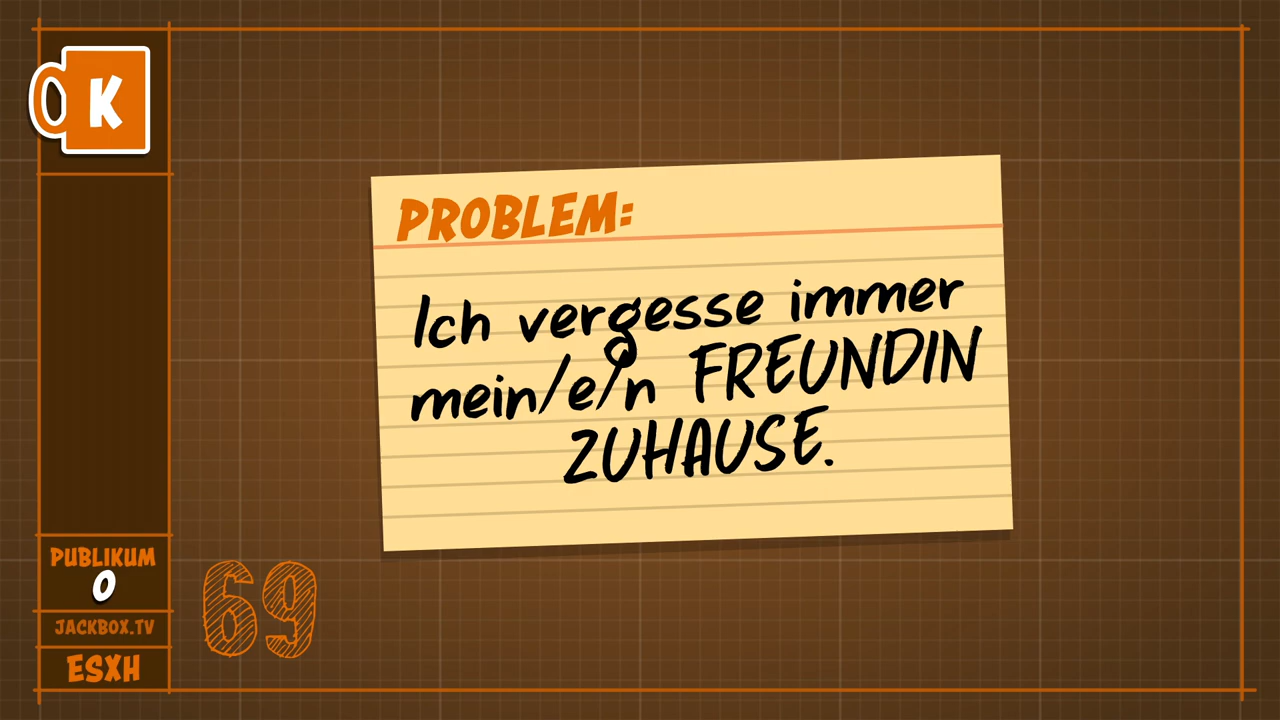 K
PROBLEM:
Ich vergesse immer
mein/e/n FREUNDIN
ZUHAUSE.
PUBLIKUM
0
JACKBOX.TV
ESXH
69